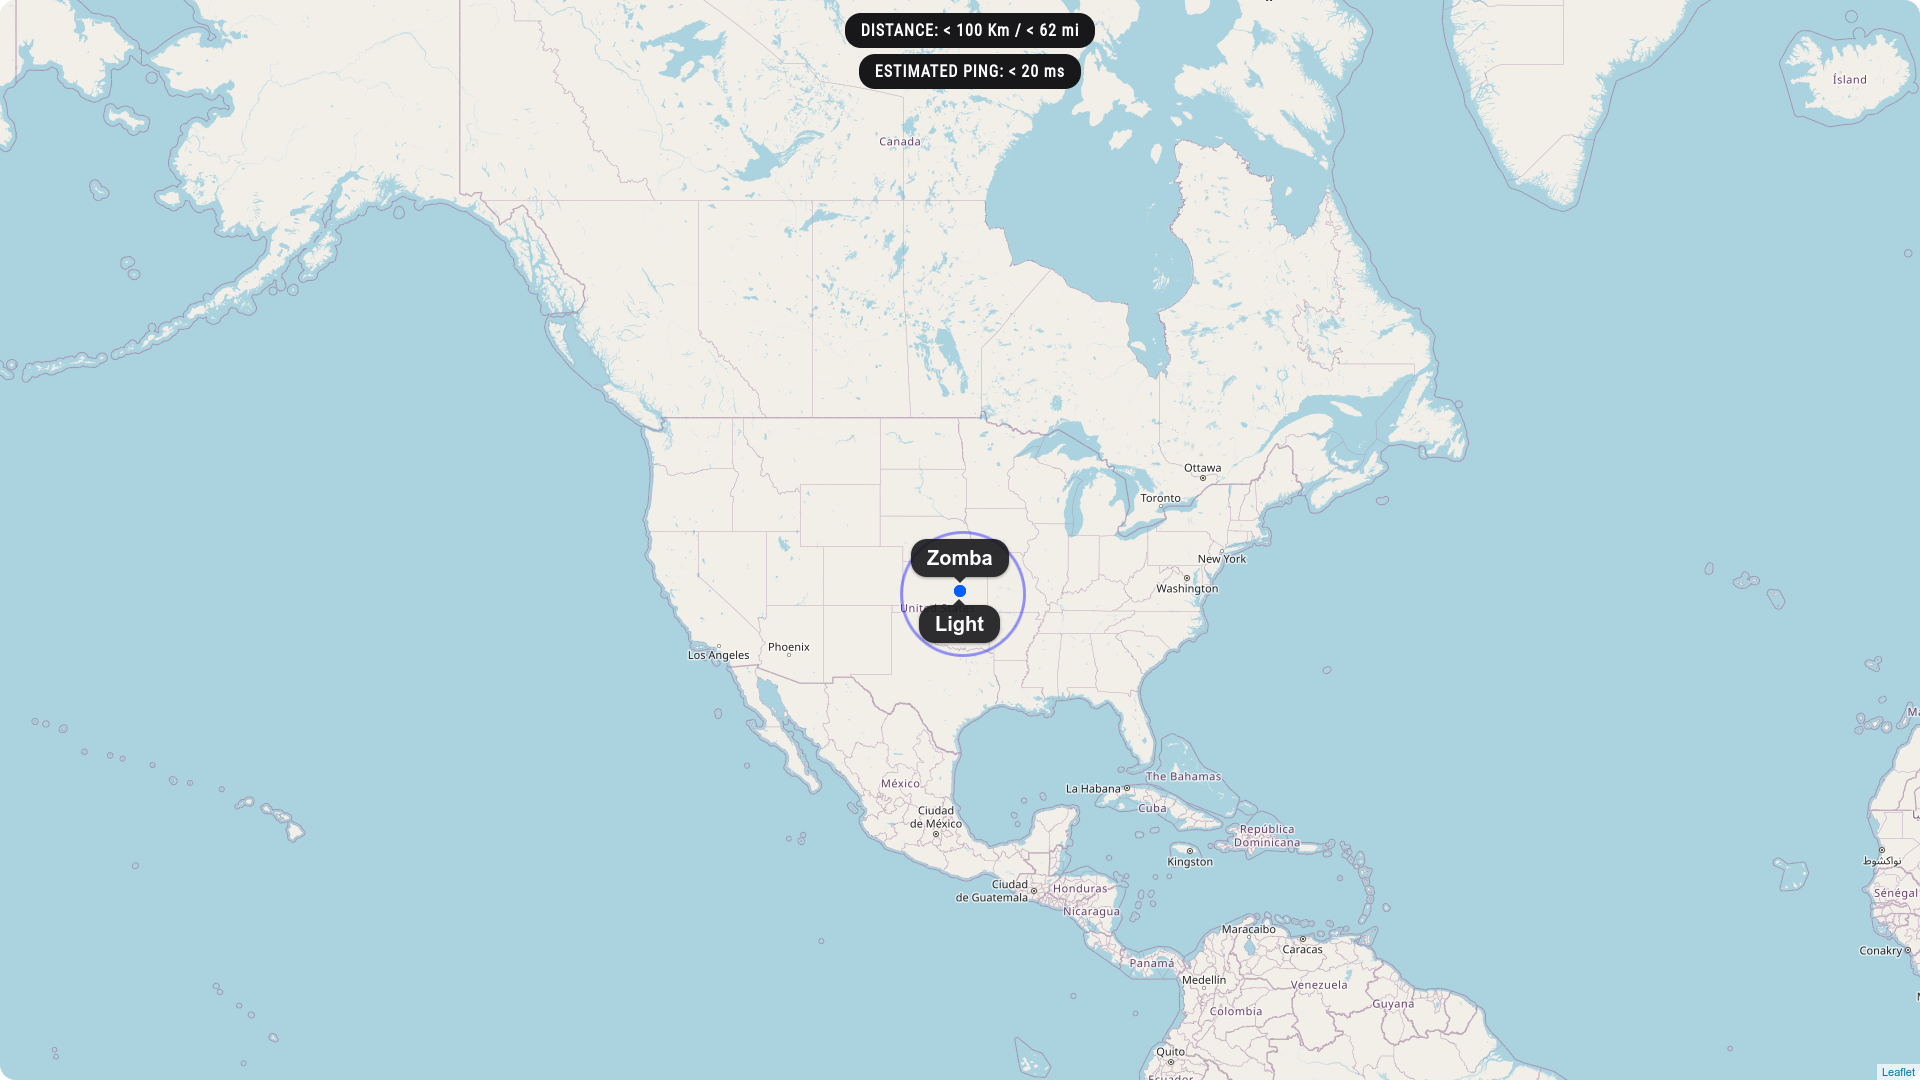 DISTANCE: < 100 Km / < 62 mi
ESTIMATED PING: < 20 ms
Ísland
Canada
Ottawa
Toronto
New York
Zomba
Washington
Light
Phoenix
Los Angeles
The Bahamas
México
La Habana
Cuba
Ciudad
de México
República
Dominicana
Kingston
نواكشوط
Ciudad
de Guatemala
Honduras
Sénégal
Nicaragua
Maracaibo
Caracas
Conakry
Panamá
Medellín
Venezuela
Guyana
Colombia
Quito
Ecuador
Leaflet